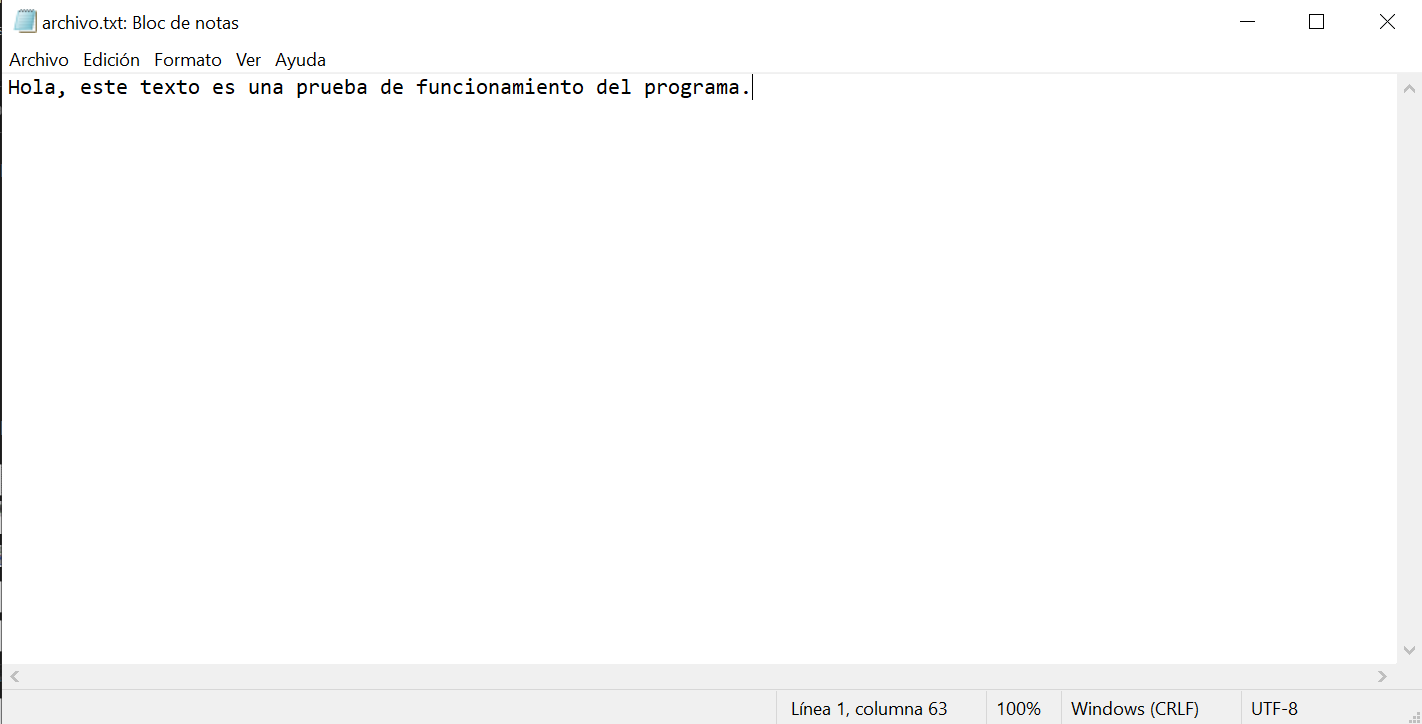 archivo.txt: Bloc de notas
Archivo Edición Formato Ver Ayuda
Hola, este texto es una prueba de funcionamiento del programa.
Línea 1, columna 63 100% Windows (CRLF) UTF-8